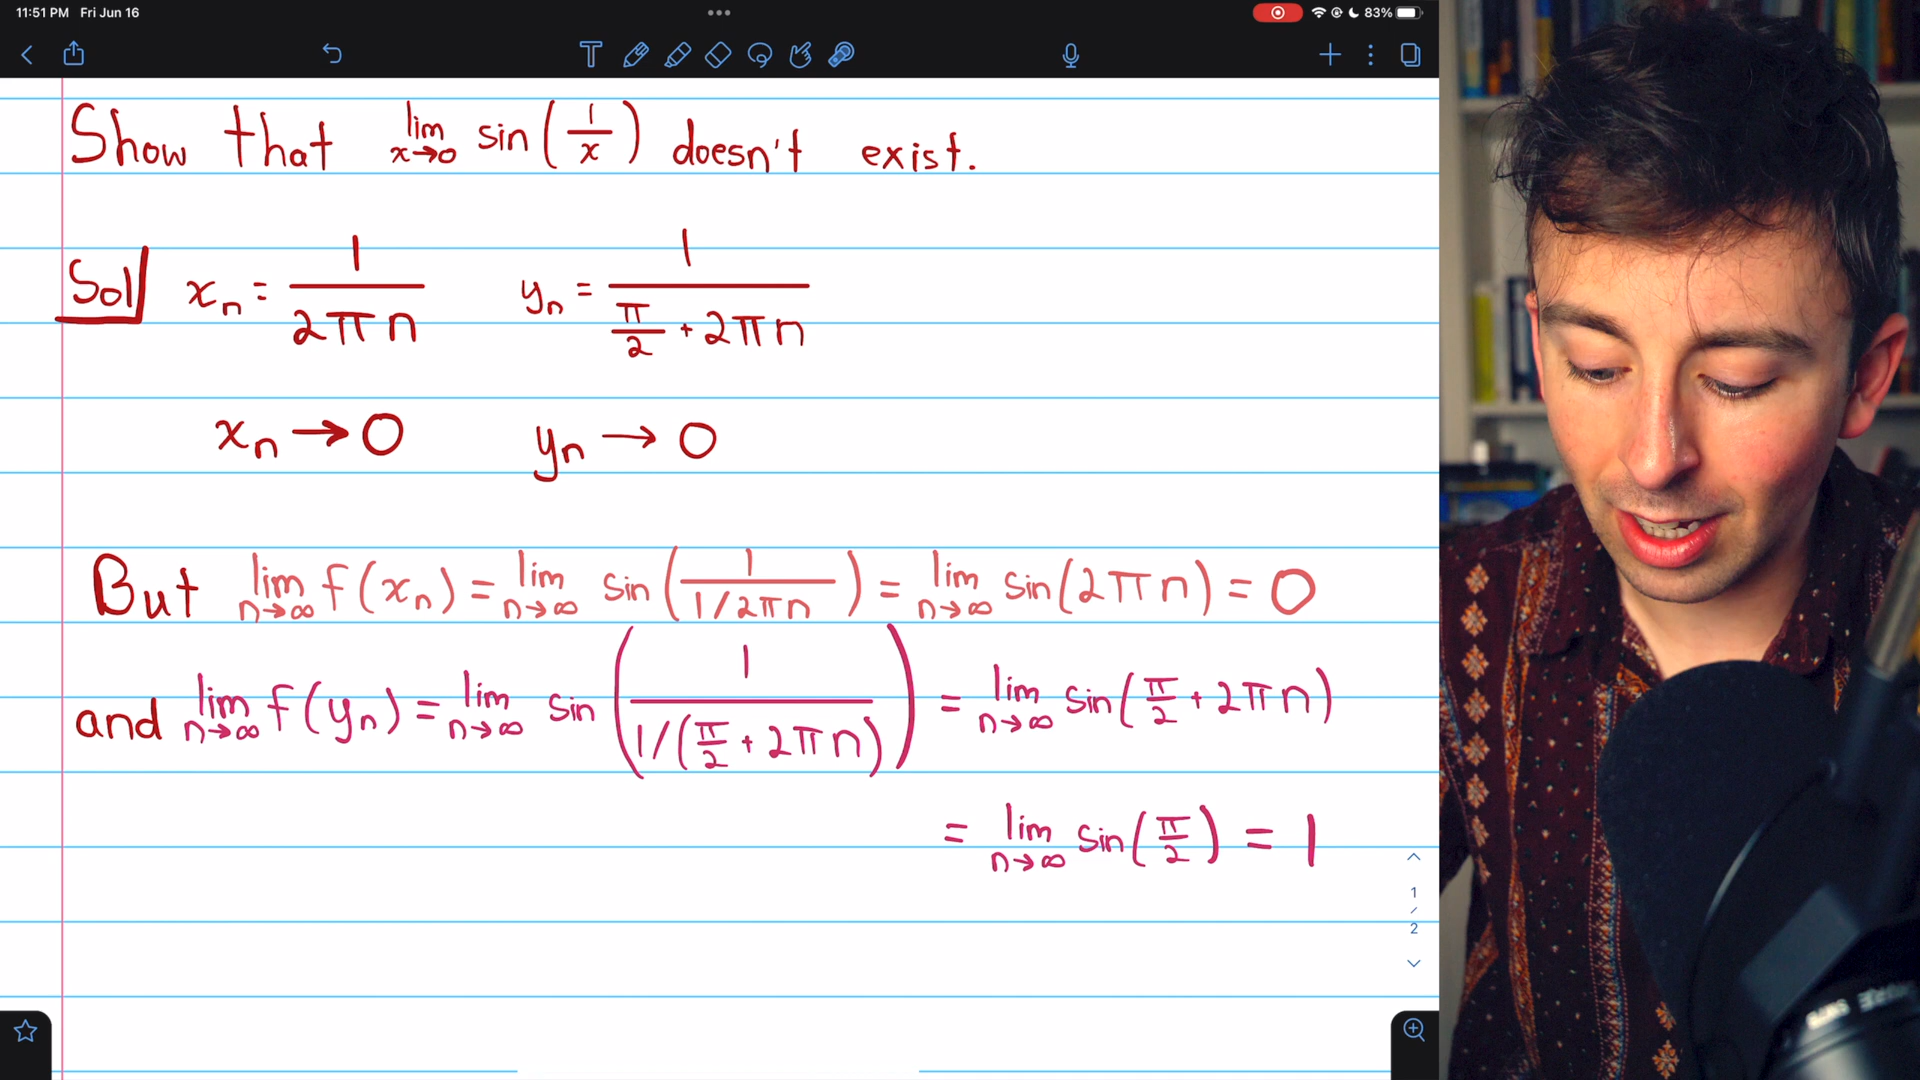 11:51 PM Fri Jun 16 83%
Show that lim x→0 sin(1/x) doesn't exist.
Sol xₙ = 1/2πn yₙ = 1/(π/2 + 2πn)
xₙ → 0 yₙ → 0
But lim n→∞ f(xₙ) = lim n→∞ sin(1/(1/2πn)) = lim n→∞ sin(2πn) = 0
and lim n→∞ f(yₙ) = lim n→∞ sin(1/(1/(π/2 + 2πn))) = lim n→∞ sin(π/2 + 2πn)
= lim n→∞ sin(π/2) = 1
1
/
2